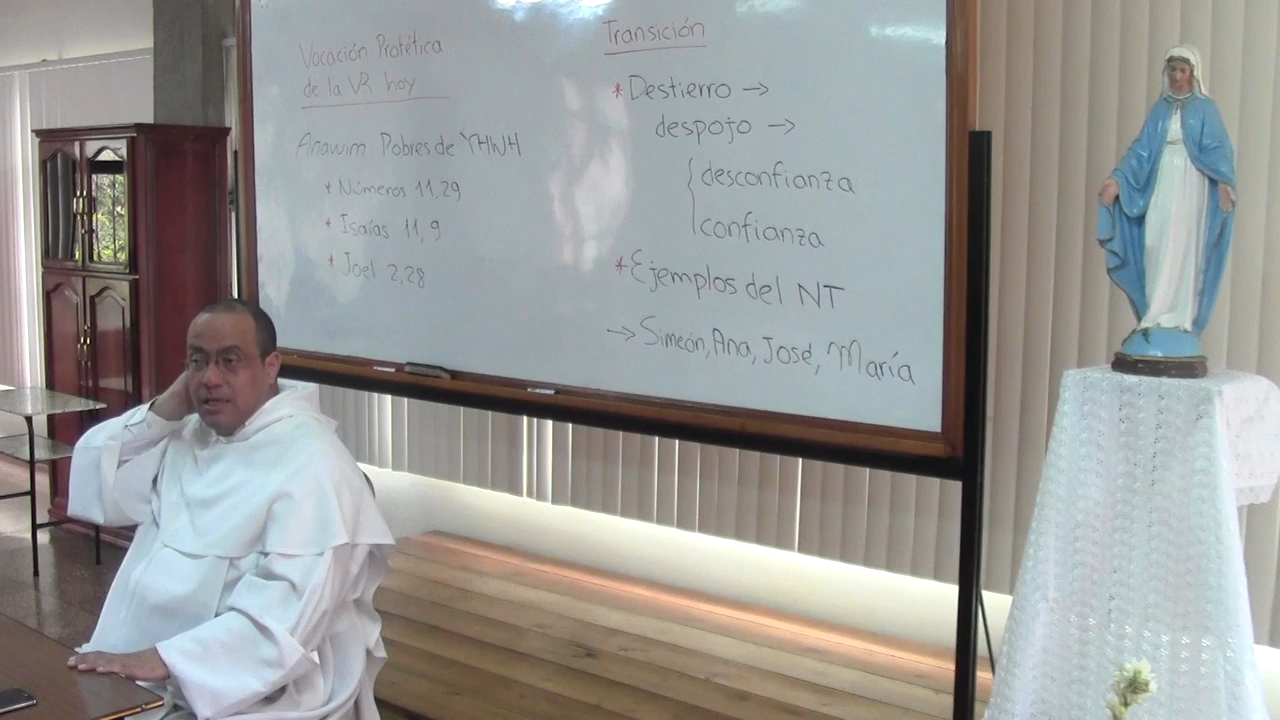 Vocación Profética
de la VR hoy
Anawim: Pobres de YHWH
* Números 11,29
* Isaías 11,9
* Joel 2,28
Transición
* Destierro →
despojo →
{ desconfianza
confianza
* Ejemplos del NT
→ Simeón, Ana, José, María